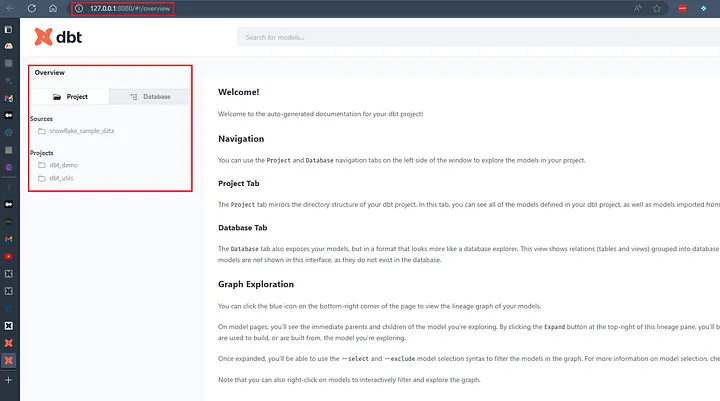 127.0.0.1:8080/#!/overview
dbt
Search for models...
Overview
Project
Database
Sources
snowflake_sample_data
Projects
dbt_demo
dbt_utils
Welcome!
Welcome to the auto-generated documentation for your dbt project!
Navigation
You can use the Project and Database navigation tabs on the left side of the window to explore the models in your project.
Project Tab
The Project tab mirrors the directory structure of your dbt project. In this tab, you can see all of the models defined in your dbt project, as well as models imported from
Database Tab
The Database tab also exposes your models, but in a format that looks more like a database explorer. This view shows relations (tables and views) grouped into database
models are not shown in this interface, as they do not exist in the database.
Graph Exploration
You can click the blue icon on the bottom-right corner of the page to view the lineage graph of your models.
On model pages, you'll see the immediate parents and children of the model you're exploring. By clicking the Expand button at the top-right of this lineage pane, you'll b
are used to build, or are built from, the model you're exploring.
Once expanded, you'll be able to use the --select and --exclude model selection syntax to filter the models in the graph. For more information on model selection, che
Note that you can also right-click on models to interactively filter and explore the graph.